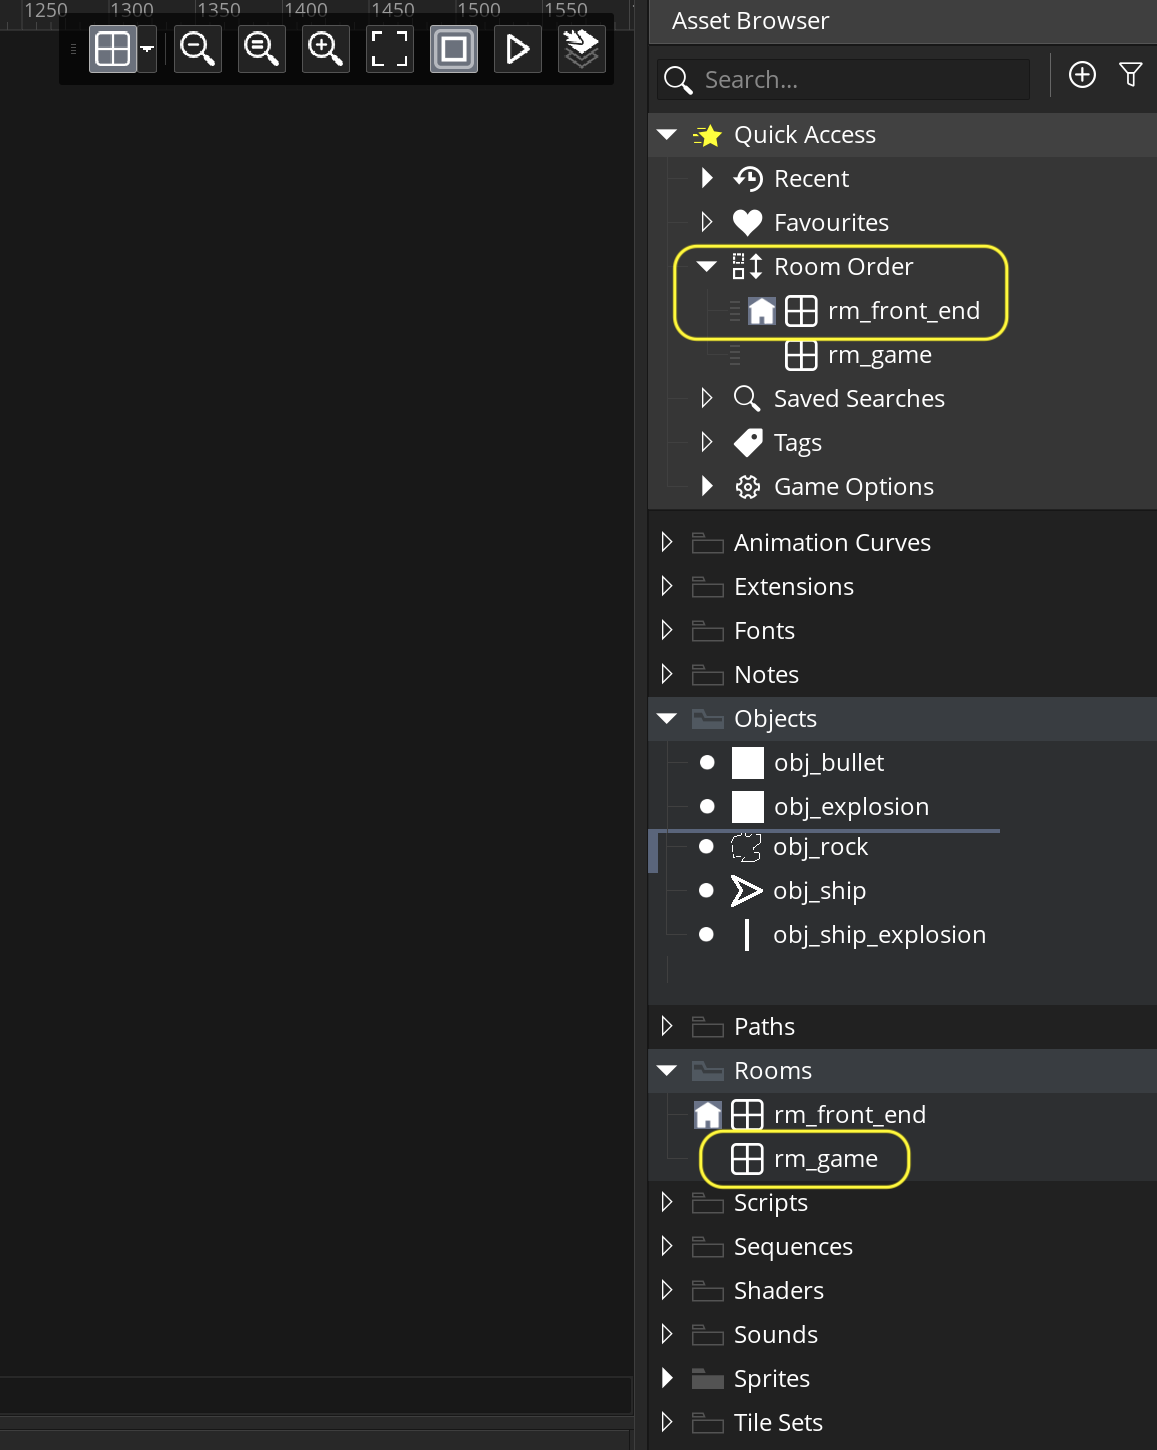 1250 1300 1350 1400 1450 1500 1550
Asset Browser
Search...
Quick Access
Recent
Favourites
Room Order
rm_front_end
rm_game
Saved Searches
Tags
Game Options
Animation Curves
Extensions
Fonts
Notes
Objects
obj_bullet
obj_explosion
obj_rock
obj_ship
obj_ship_explosion
Paths
Rooms
rm_front_end
rm_game
Scripts
Sequences
Shaders
Sounds
Sprites
Tile Sets